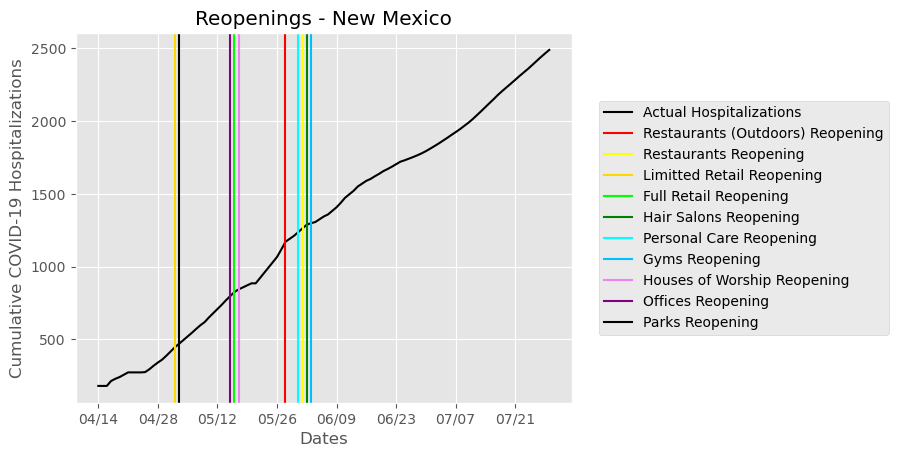 Reopenings - New Mexico
Cumulative COVID-19 Hospitalizations
2500
2000
1500
1000
500
04/14 04/28 05/12 05/26 06/09 06/23 07/07 07/21
Dates
Actual Hospitalizations
Restaurants (Outdoors) Reopening
Restaurants Reopening
Limitted Retail Reopening
Full Retail Reopening
Hair Salons Reopening
Personal Care Reopening
Gyms Reopening
Houses of Worship Reopening
Offices Reopening
Parks Reopening